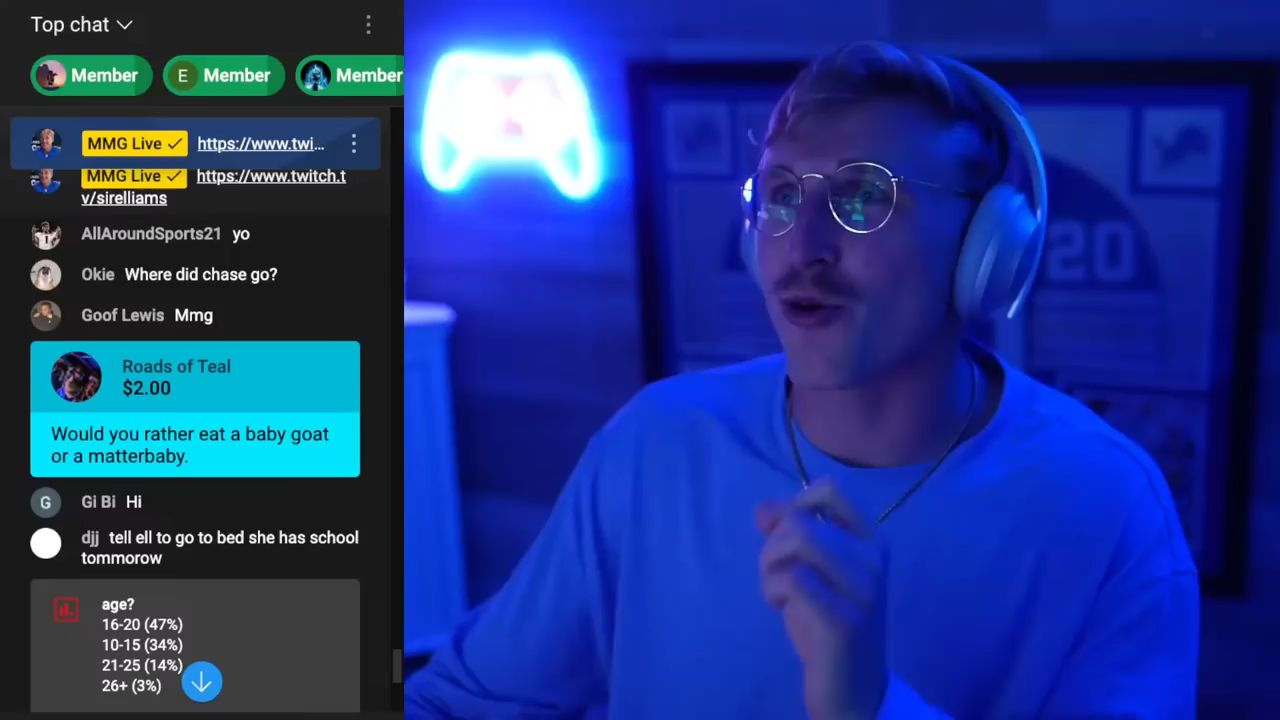 Top chat
Member
E Member
Member
MMG Live https://www.twi...
MMG Live https://www.twitch.t
v/sirelliams
AllAroundSports21 yo
Okie Where did chase go?
Goof Lewis Mmg
Roads of Teal
$2.00
Would you rather eat a baby goat
or a matterbaby.
G Gi Bi Hi
djj tell ell to go to bed she has school
tommorow
age?
16-20 (47%)
10-15 (34%)
21-25 (14%)
26+ (3%)
20